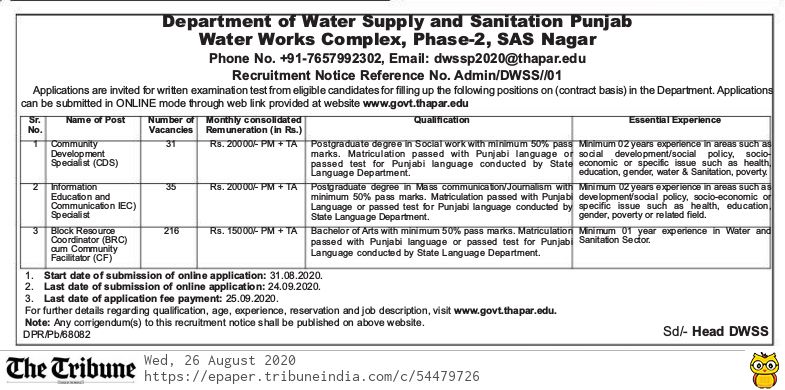 Department of Water Supply and Sanitation Punjab
Water Works Complex, Phase-2, SAS Nagar
Phone No. +91-7657992302, Email: dwssp2020@thapar.edu
Recruitment Notice Reference No. Admin/DWSS//01
Applications are invited for written examination test from eligible candidates for filling up the following positions on (contract basis) in the Department. Applications
can be submitted in ONLINE mode through web link provided at website www.govt.thapar.edu
Sr. No. Name of Post Number of Vacancies Monthly consolidated Remuneration (in Rs.) Qualification Essential Experience
1 Community Development Specialist (CDS) 31 Rs. 20000/- PM + TA Postgraduate degree in Social work with minimum 50% pass marks. Matriculation passed with Punjabi language or passed test for Punjabi language conducted by State Language Department. Minimum 02 years experience in areas such as social development/social policy, socio-economic or specific issue such as health, education, gender, water & Sanitation, poverty.
2 Information Education and Communication IEC) Specialist 35 Rs. 20000/- PM + TA Postgraduate degree in Mass communication/Journalism with minimum 50% pass marks. Matriculation passed with Punjabi Language or passed test for Punjabi language conducted by State Language Department. Minimum 02 years experience in areas such as development/social policy, socio-economic or specific issue such as health, education, gender, poverty or related field.
3 Block Resource Coordinator (BRC) cum Community Facilitator (CF) 216 Rs. 15000/- PM + TA Bachelor of Arts with minimum 50% pass marks. Matriculation passed with Punjabi language or passed test for Punjabi Language conducted by State Language Department. Minimum 01 year experience in Water and Sanitation Sector.
1. Start date of submission of online application: 31.08.2020.
2. Last date of submission of online application: 24.09.2020.
3. Last date of application fee payment: 25.09.2020.
For further details regarding qualification, age, experience, reservation and job description, visit www.govt.thapar.edu.
Note: Any corrigendum(s) to this recruitment notice shall be published on above website.
DPR/Pb/68082
Sd/- Head DWSS
The Tribune
Wed, 26 August 2020
https://epaper.tribuneindia.com/c/54479726